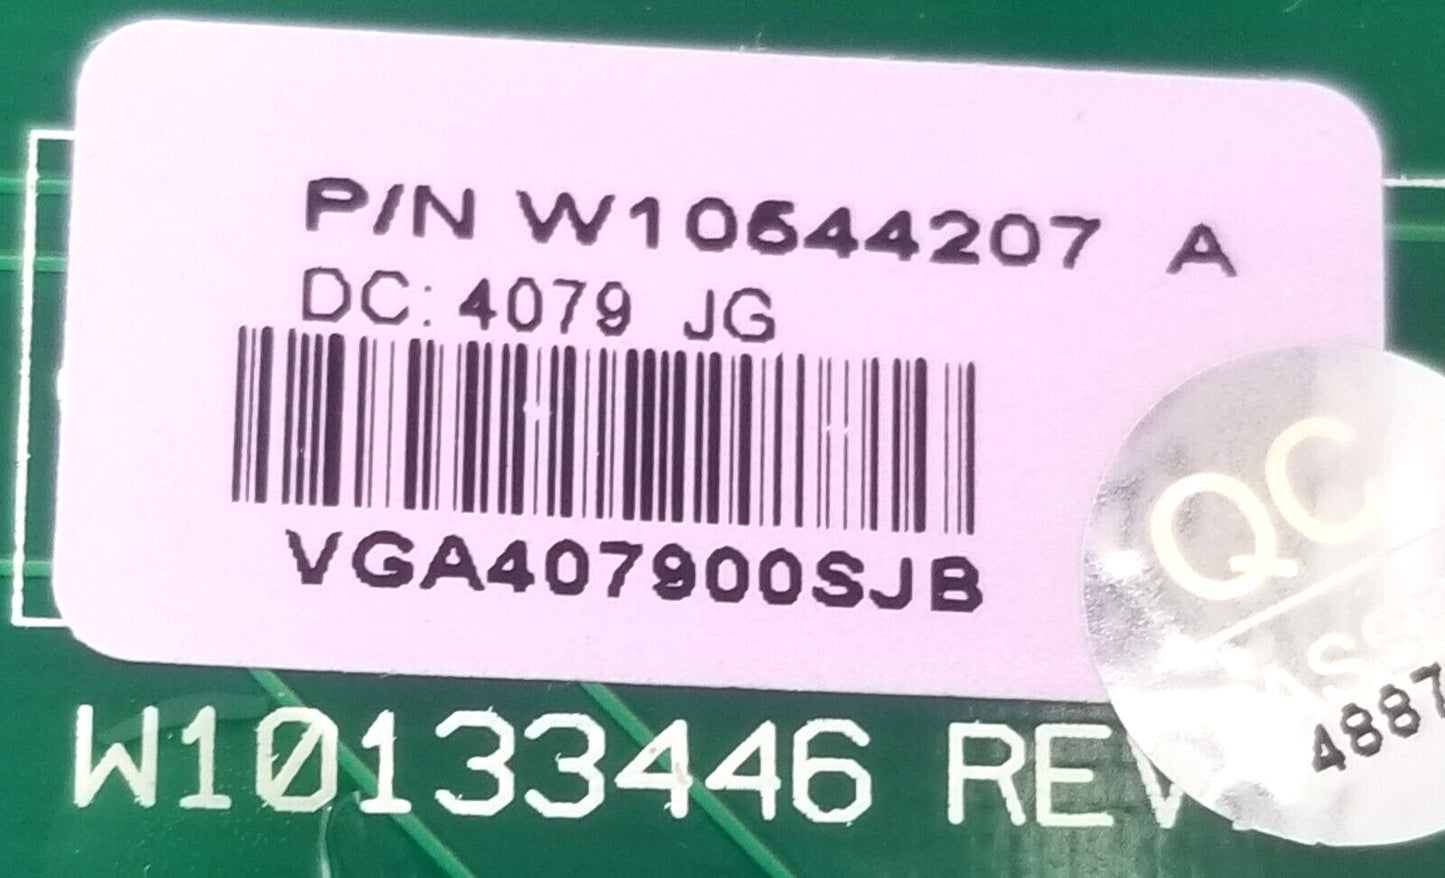 P/N W10644207 A
DC: 4079 JG
VGA407900SJB
QC
W10133446 REV
4887